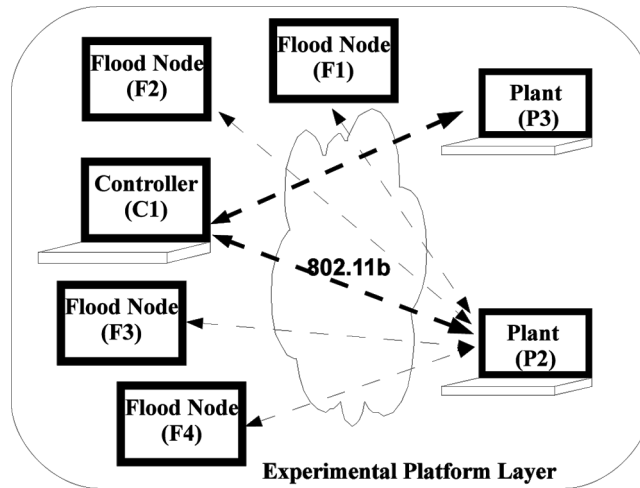 Flood Node
(F1)
Flood Node
(F2)
Plant
(P3)
Controller
(C1)
802.11b
Flood Node
(F3)
Plant
(P2)
Flood Node
(F4)
Experimental Platform Layer